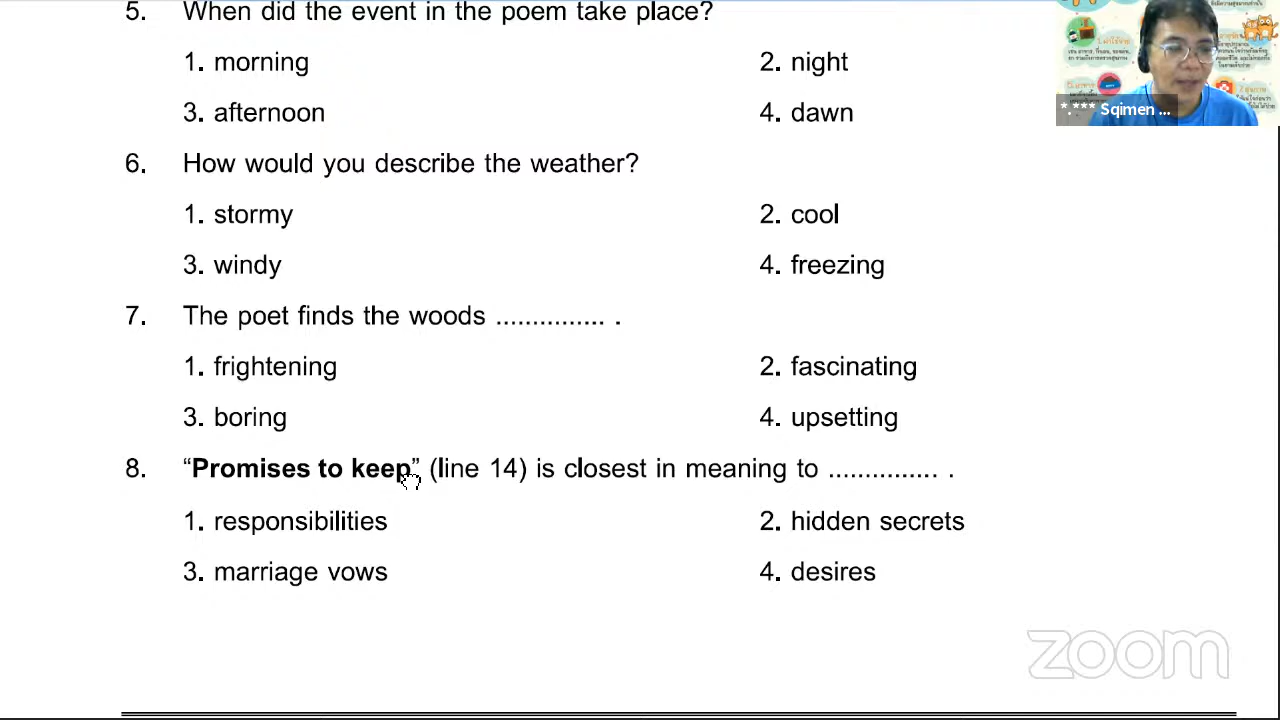 5. When did the event in the poem take place?
1. morning 2. night
3. afternoon 4. dawn
6. How would you describe the weather?
1. stormy 2. cool
3. windy 4. freezing
7. The poet finds the woods ............... .
1. frightening 2. fascinating
3. boring 4. upsetting
8. “Promises to keep” (line 14) is closest in meaning to ............... .
1. responsibilities 2. hidden secrets
3. marriage vows 4. desires
* *** Sqimen ...
zoom